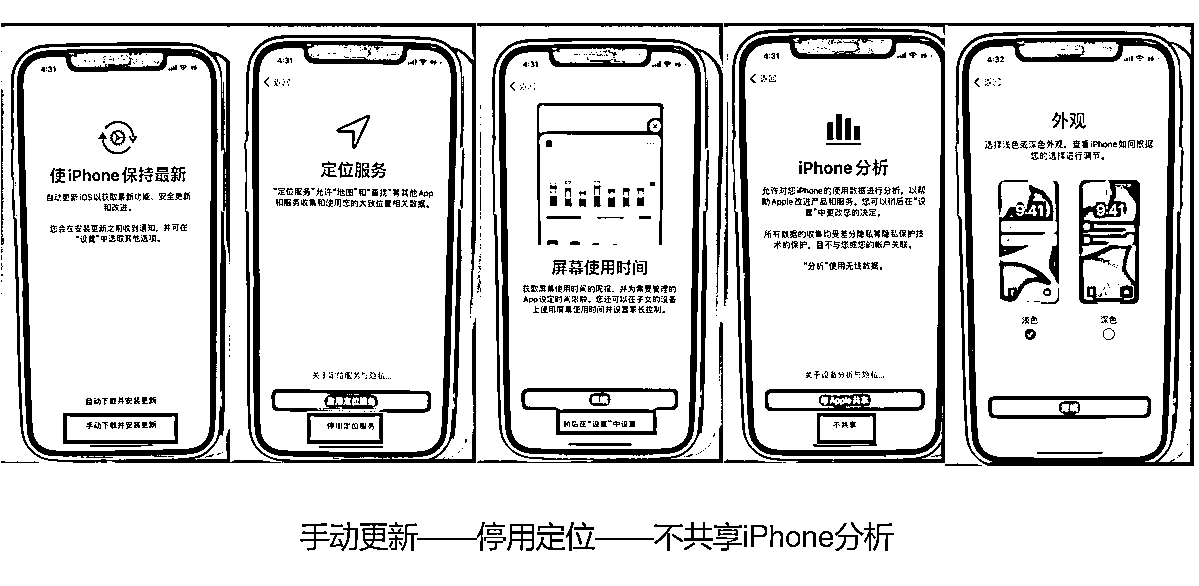 4:31
使iPhone保持最新
自动更新iOS以获取最新功能、安全更新
和改进。
您会在安装更新之前收到通知，并可在
“设置”中选取其他选项。
自动下载并安装更新
手动下载并安装更新
4:31
返回
定位服务
“定位服务”允许“地图”和“查找”等其他App
和服务收集和使用您的大致位置相关数据。
关于定位服务与隐私...
启用定位服务
停用定位服务
4:31
返回
屏幕使用时间
获取屏幕使用时间的周报，并为需要管理的
App设定时间限额。您还可以在子女的设备
上使用屏幕使用时间并设置家长控制。
继续
稍后在“设置”中设置
4:31
返回
iPhone分析
允许对您iPhone的使用数据进行分析，以帮
助Apple改进产品和服务。您可以稍后在“设
置”中更改您的决定。
所有数据的收集均受差分隐私等隐私保护技
术的保护，且不与您或您的帐户关联。
“分析”使用无线数据。
关于设备分析与隐私...
与Apple共享
不共享
4:32
返回
外观
选择浅色或深色外观，查看iPhone如何根据
您的选择进行调节。
9:41
9:41
浅色
深色
继续
手动更新——停用定位——不共享iPhone分析